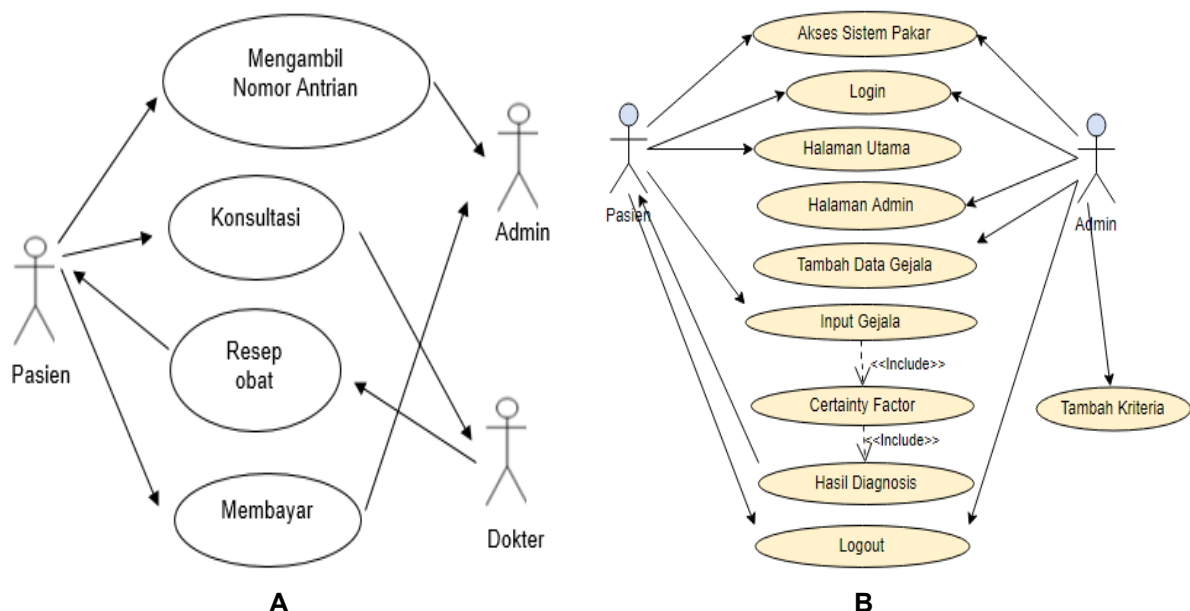 Mengambil
Nomor Antrian
Admin
Konsultasi
Pasien
Resep
obat
Membayar
Dokter
A
Akses Sistem Pakar
Login
Halaman Utama
Pasien
Halaman Admin
Admin
Tambah Data Gejala
Input Gejala
<<Include>>
Certainty Factor
Tambah Kriteria
<<Include>>
Hasil Diagnosis
Logout
B